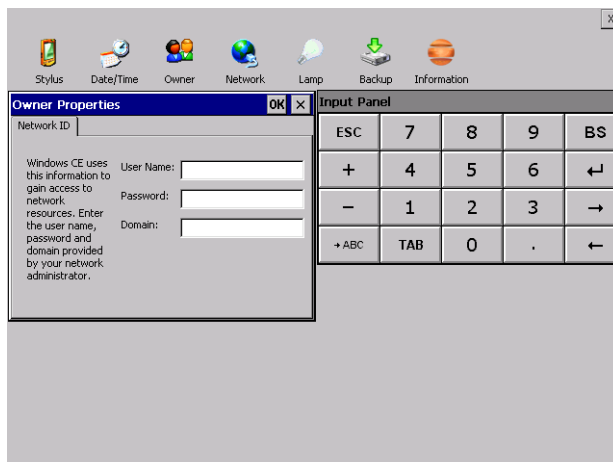 X
Stylus Date/Time Owner Network Lamp Backup Information
Owner Properties OK ×
Network ID
Windows CE uses
this information to
gain access to
network
resources. Enter
the user name,
password and
domain provided
by your network
administrator.
User Name:
Password:
Domain:
Input Panel
ESC 7 8 9 BS
+ 4 5 6 ↵
− 1 2 3 →
→ABC TAB 0 . ←